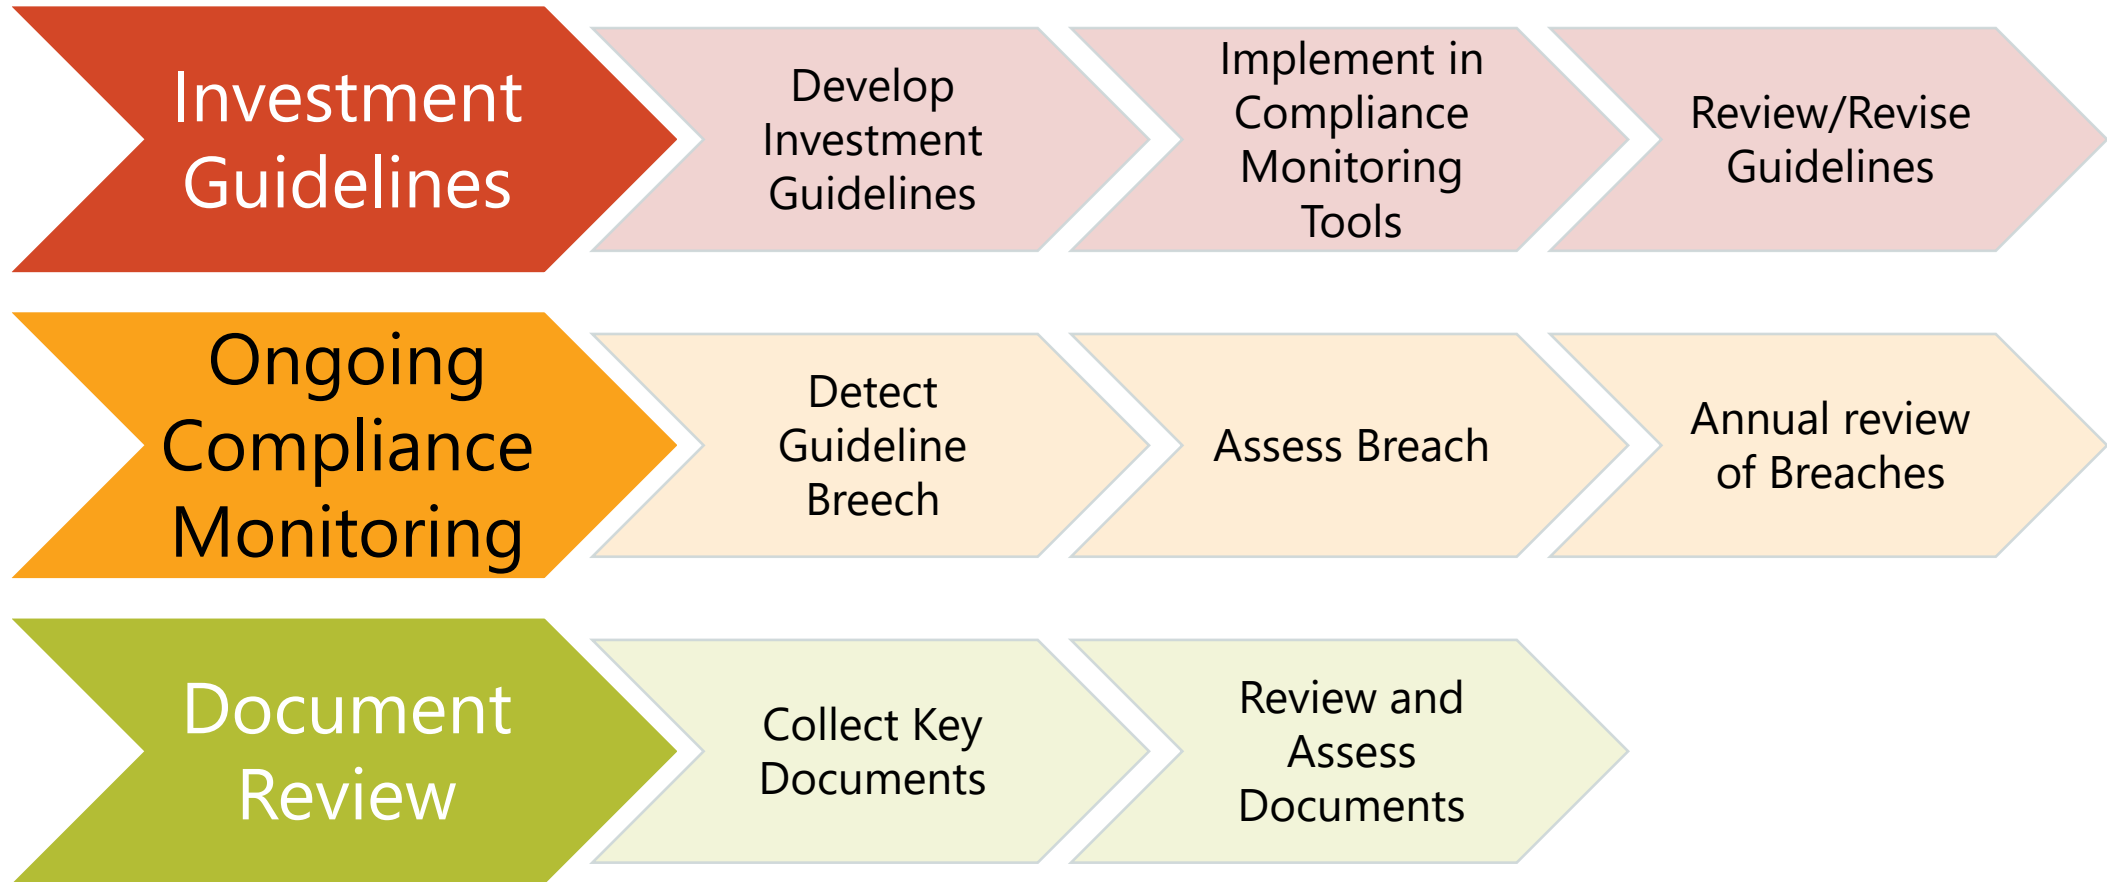 Investment
Guidelines
Develop
Investment
Guidelines
Implement in
Compliance
Monitoring
Tools
Review/Revise
Guidelines
Ongoing
Compliance
Monitoring
Detect
Guideline
Breech
Assess Breach
Annual review
of Breaches
Document
Review
Collect Key
Documents
Review and
Assess
Documents